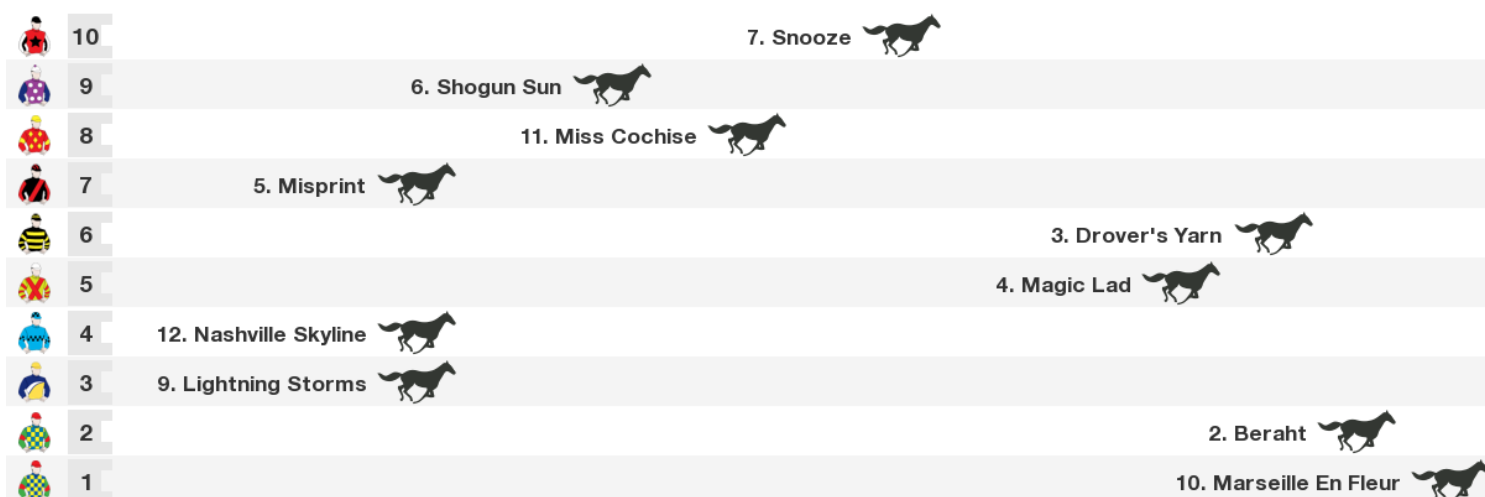 10 7. Snooze
9 6. Shogun Sun
8 11. Miss Cochise
7 5. Misprint
6 3. Drover's Yarn
5 4. Magic Lad
4 12. Nashville Skyline
3 9. Lightning Storms
2 2. Beraht
1 10. Marseille En Fleur